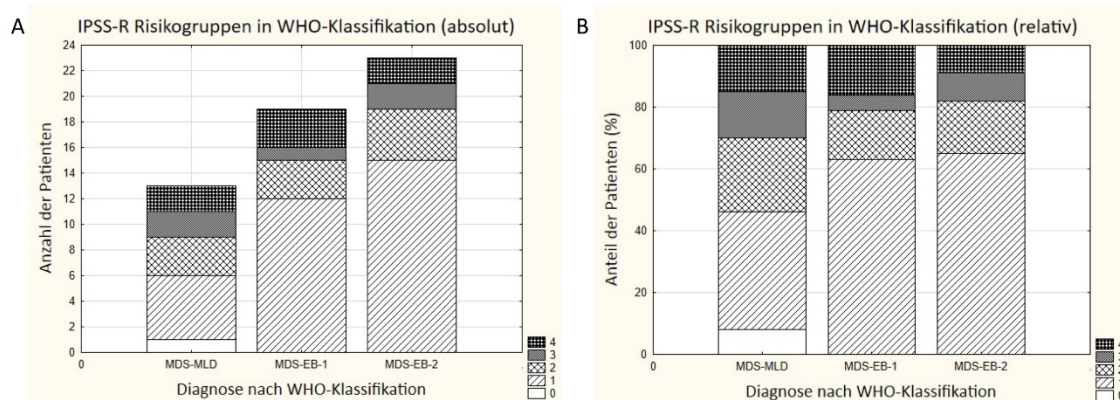 A
IPSS-R Risikogruppen in WHO-Klassifikation (absolut)
Anzahl der Patienten
24
22
20
18
16
14
12
10
8
6
4
2
0
0
MDS-MLD
MDS-EB-1
MDS-EB-2
Diagnose nach WHO-Klassifikation
4
3
2
1
0
B
IPSS-R Risikogruppen in WHO-Klassifikation (relativ)
Anteil der Patienten (%)
100
80
60
40
20
0
0
MDS-MLD
MDS-EB-1
MDS-EB-2
Diagnose nach WHO-Klassifikation